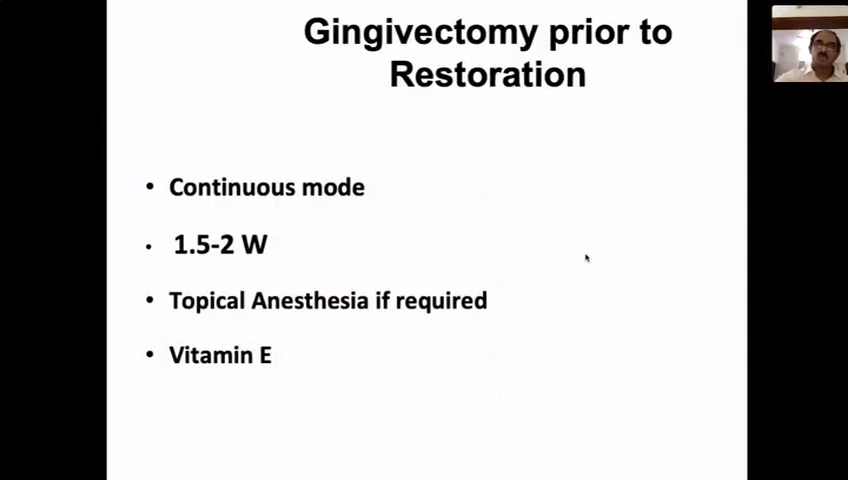 Gingivectomy prior to
Restoration
• Continuous mode
• 1.5-2 W
• Topical Anesthesia if required
• Vitamin E